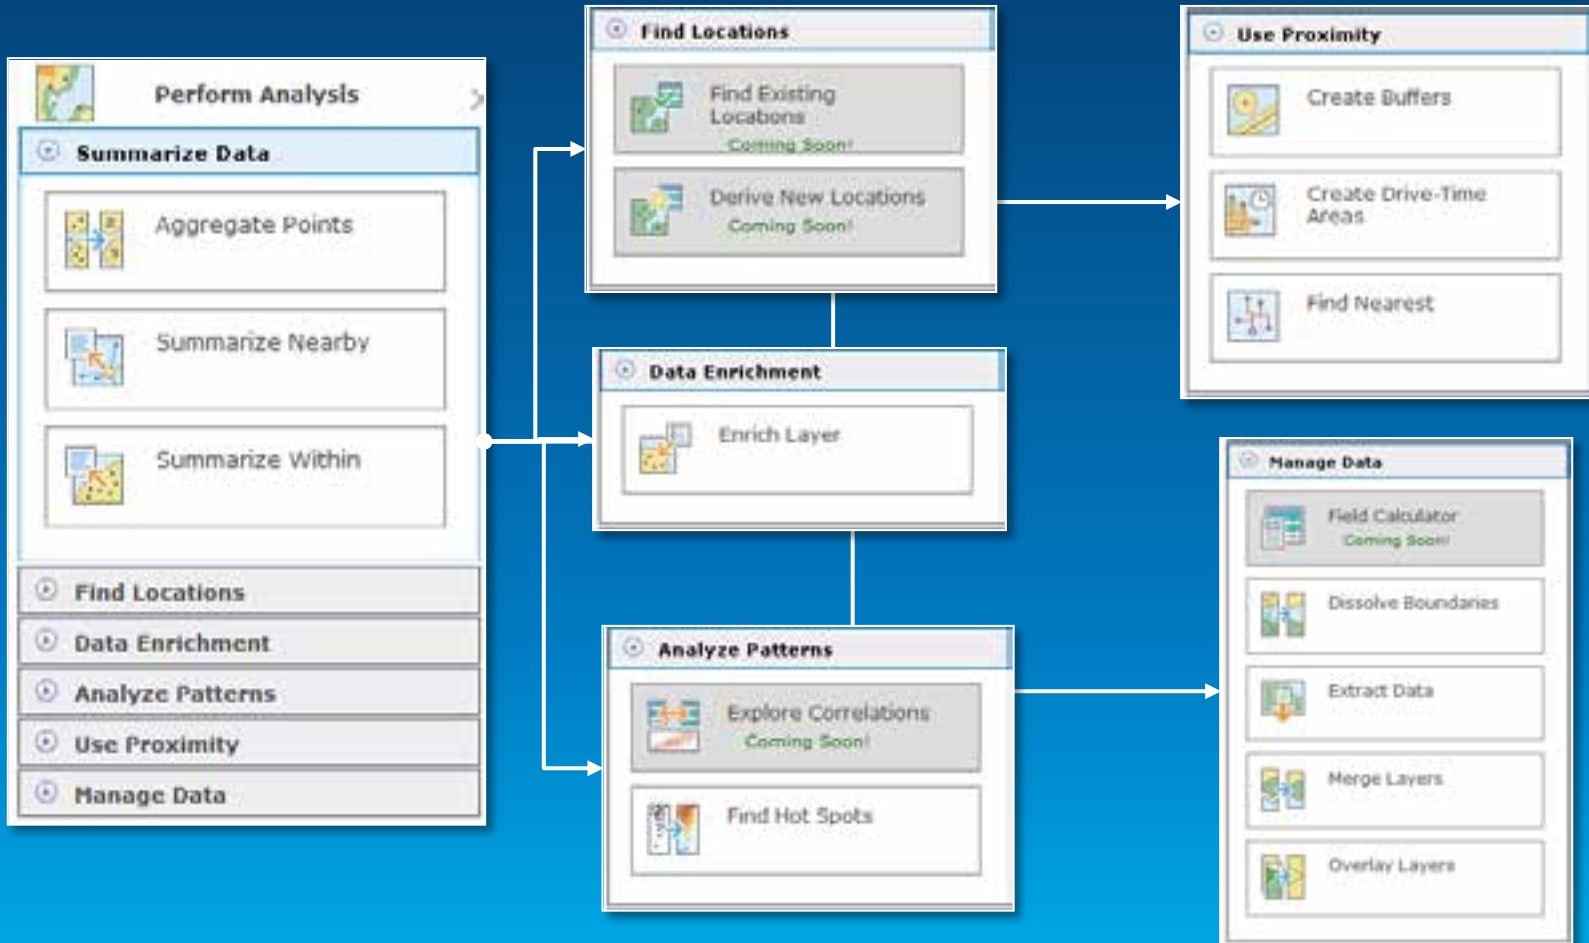 Perform Analysis
Summarize Data
Aggregate Points
Summarize Nearby
Summarize Within
Find Locations
Data Enrichment
Analyze Patterns
Use Proximity
Manage Data
Find Locations
Find Existing
Locations
Coming Soon!
Derive New Locations
Coming Soon!
Data Enrichment
Enrich Layer
Analyze Patterns
Explore Correlations
Coming Soon!
Find Hot Spots
Use Proximity
Create Buffers
Create Drive-Time
Areas
Find Nearest
Manage Data
Field Calculator
Coming Soon!
Dissolve Boundaries
Extract Data
Merge Layers
Overlay Layers